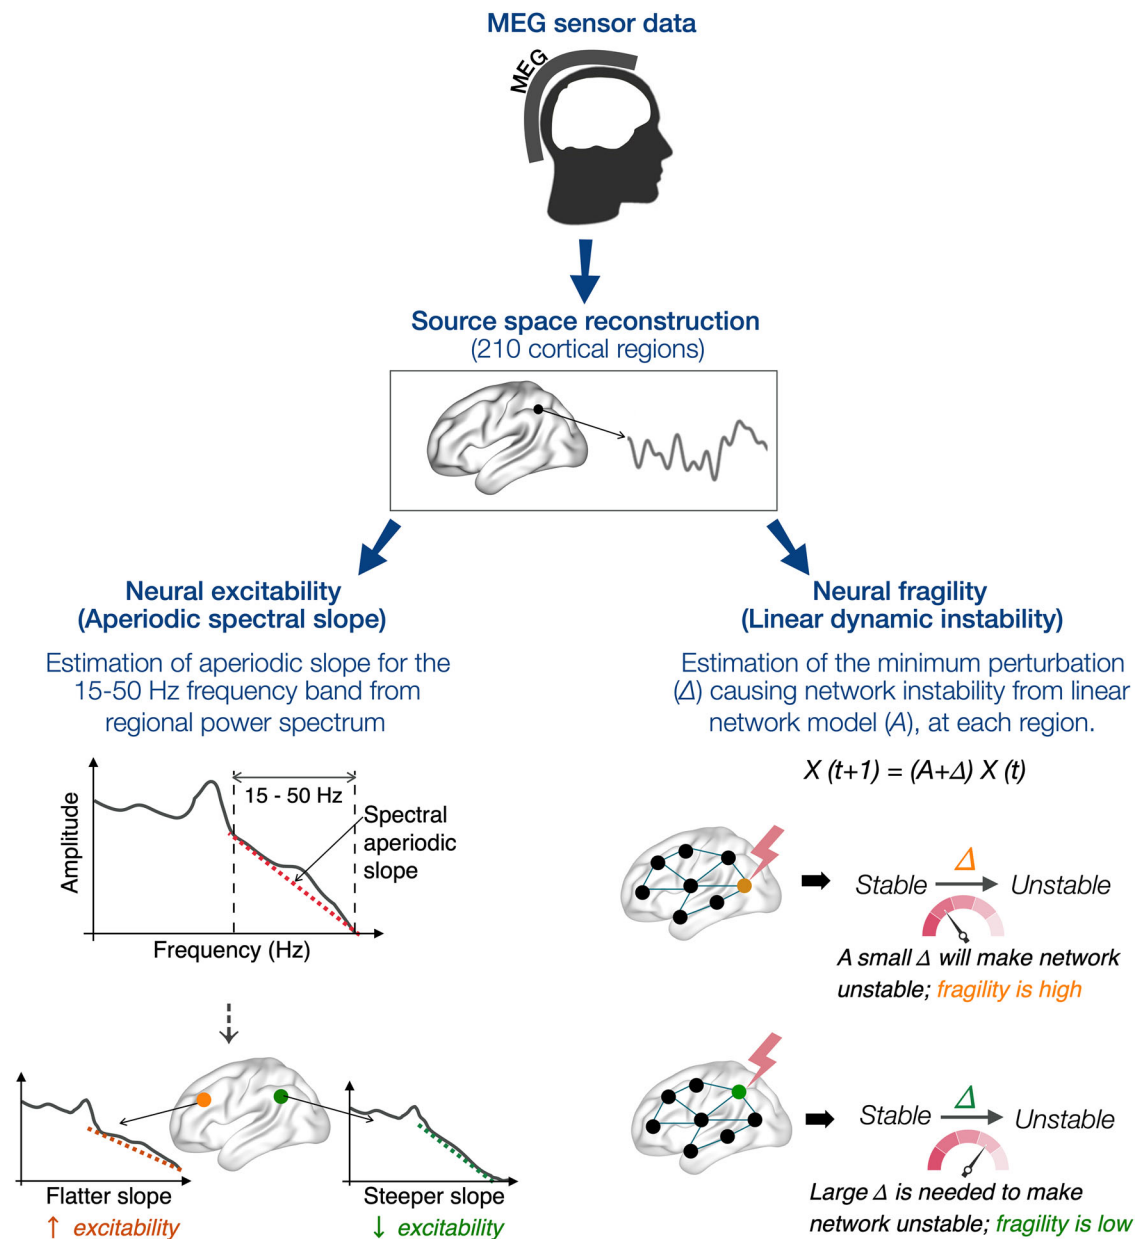 MEG sensor data
MEG
Source space reconstruction
(210 cortical regions)
Neural excitability
(Aperiodic spectral slope)
Estimation of aperiodic slope for the
15-50 Hz frequency band from
regional power spectrum
Amplitude
15 - 50 Hz
Spectral
aperiodic
slope
Frequency (Hz)
Flatter slope
↑ excitability
Steeper slope
↓ excitability
Neural fragility
(Linear dynamic instability)
Estimation of the minimum perturbation
(Δ) causing network instability from linear
network model (A), at each region.
X (t+1) = (A+Δ) X (t)
Δ
Stable Unstable
A small Δ will make network
unstable; fragility is high
Δ
Stable Unstable
Large Δ is needed to make
network unstable; fragility is low